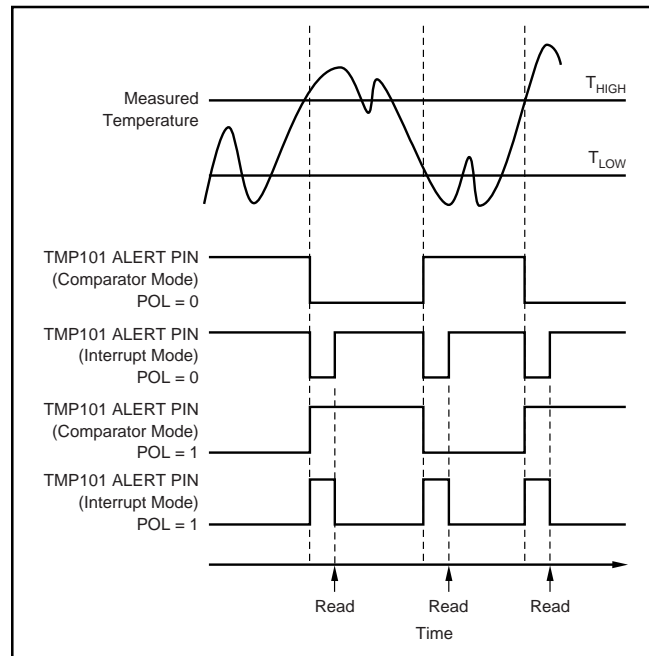 Measured
Temperature
T_HIGH
T_LOW
TMP101 ALERT PIN
(Comparator Mode)
POL = 0
TMP101 ALERT PIN
(Interrupt Mode)
POL = 0
TMP101 ALERT PIN
(Comparator Mode)
POL = 1
TMP101 ALERT PIN
(Interrupt Mode)
POL = 1
Read Read Read
Time